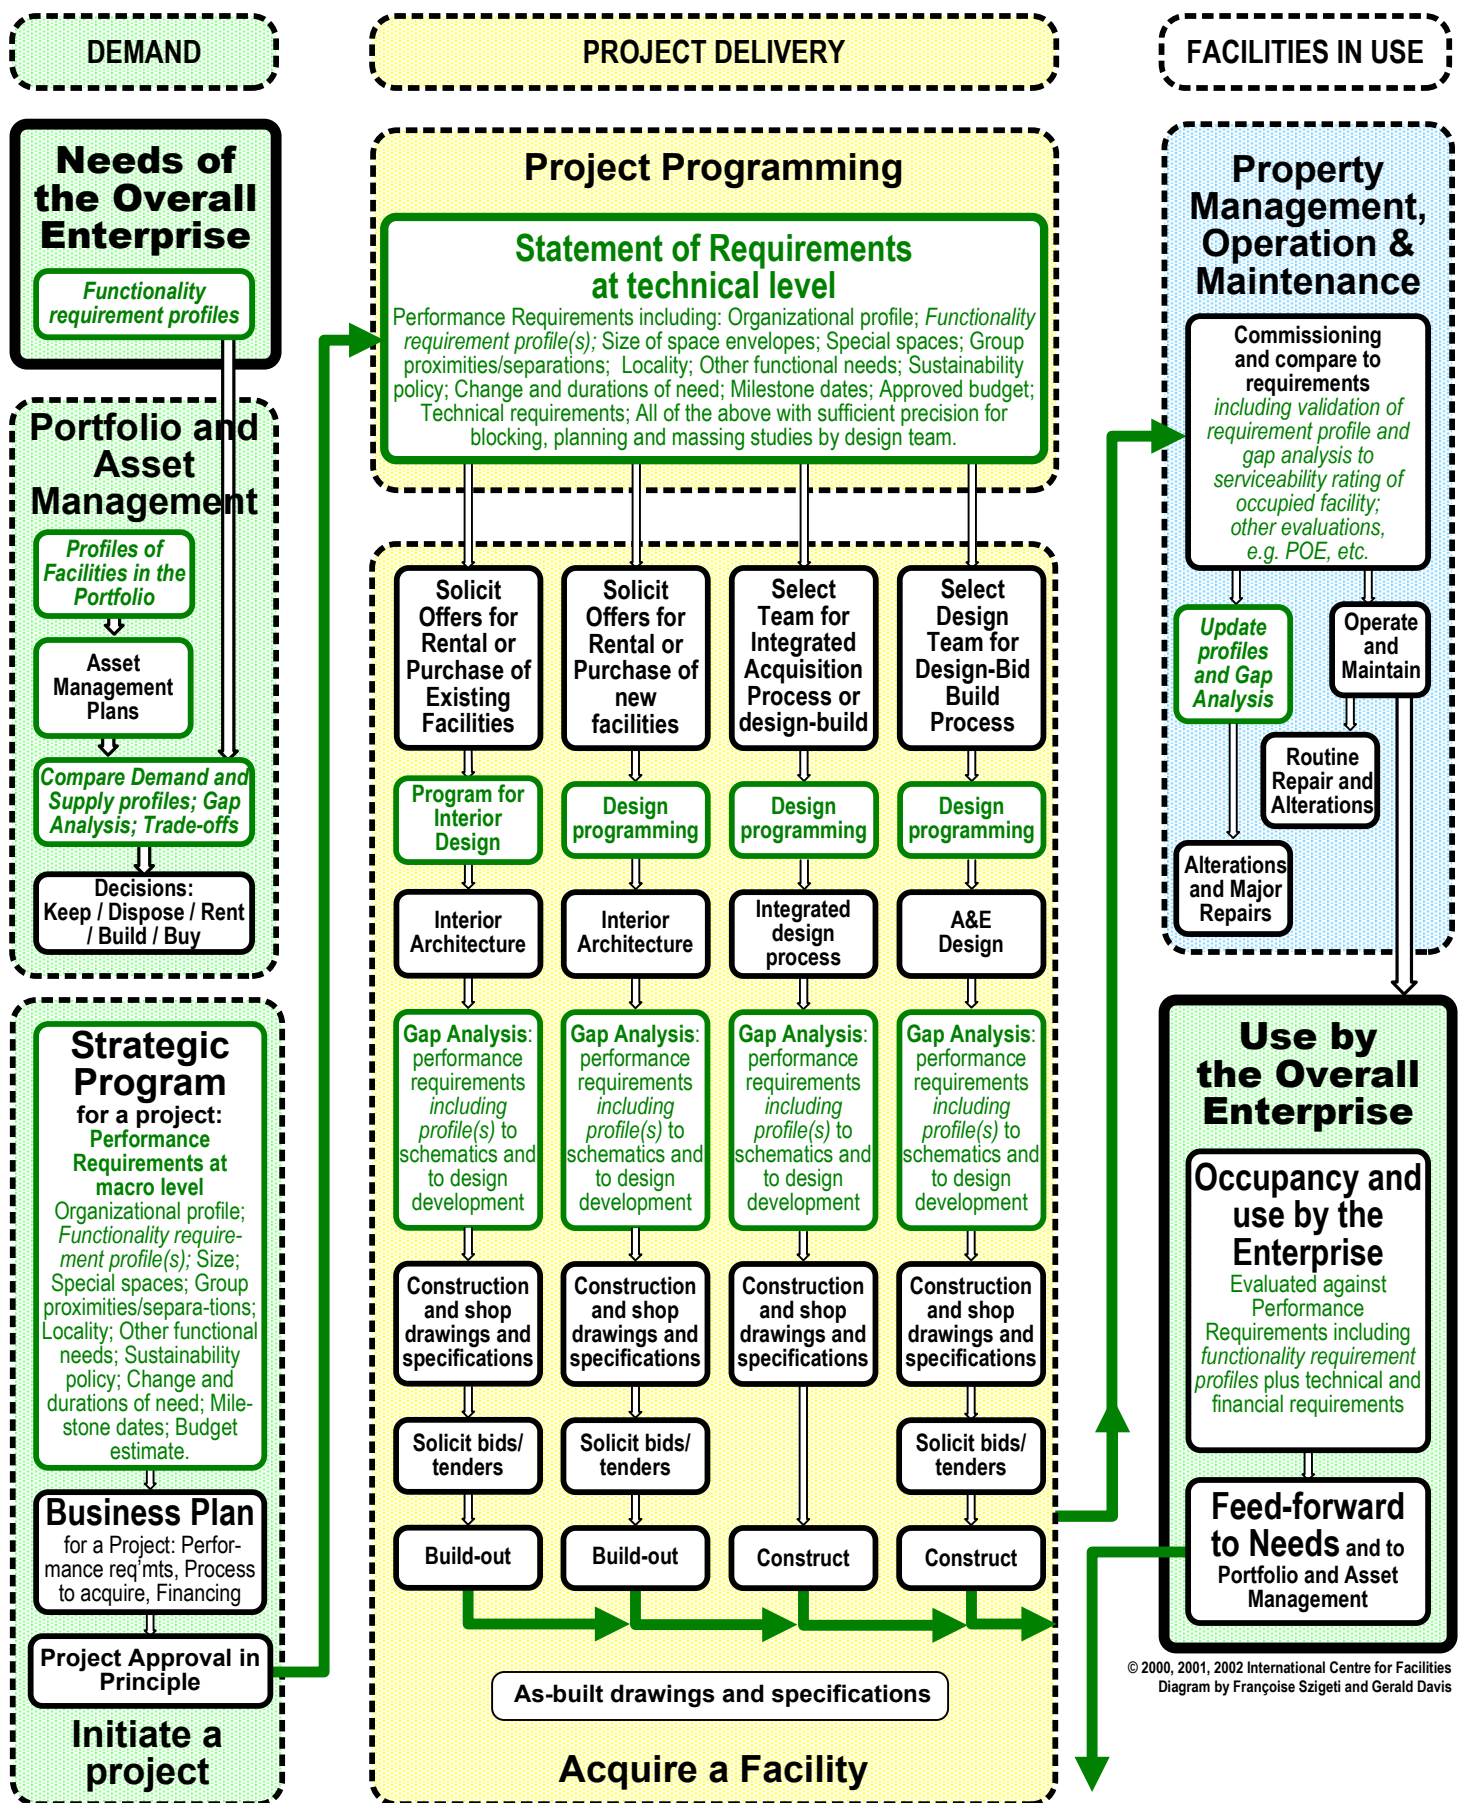 DEMAND
PROJECT DELIVERY
FACILITIES IN USE
Needs of
the Overall
Enterprise
Functionality
requirement profiles
Portfolio and
Asset
Management
Profiles of
Facilities in the
Portfolio
Asset
Management
Plans
Compare Demand and
Supply profiles; Gap
Analysis; Trade-offs
Decisions:
Keep / Dispose / Rent
/ Build / Buy
Strategic
Program
for a project:
Performance
Requirements at
macro level
Organizational profile;
Functionality require-
ment profile(s); Size;
Special spaces; Group
proximities/separa-tions;
Locality; Other functional
needs; Sustainability
policy; Change and
durations of need; Mile-
stone dates; Budget
estimate.
Business Plan
for a Project: Perfor-
mance req'mts, Process
to acquire, Financing
Project Approval in
Principle
Initiate a
project
Project Programming
Statement of Requirements
at technical level
Performance Requirements including: Organizational profile; Functionality
requirement profile(s); Size of space envelopes; Special spaces; Group
proximities/separations; Locality; Other functional needs; Sustainability
policy; Change and durations of need; Milestone dates; Approved budget;
Technical requirements; All of the above with sufficient precision for
blocking, planning and massing studies by design team.
Solicit
Offers for
Rental or
Purchase of
Existing
Facilities
Program for
Interior
Design
Interior
Architecture
Gap Analysis:
performance
requirements
including
profile(s) to
schematics and
to design
development
Construction
and shop
drawings and
specifications
Solicit bids/
tenders
Build-out
Solicit
Offers for
Rental or
Purchase of
new
facilities
Design
programming
Interior
Architecture
Gap Analysis:
performance
requirements
including
profile(s) to
schematics and
to design
development
Construction
and shop
drawings and
specifications
Solicit bids/
tenders
Build-out
Select
Team for
Integrated
Acquisition
Process or
design-build
Design
programming
Integrated
design
process
Gap Analysis:
performance
requirements
including
profile(s) to
schematics and
to design
development
Construction
and shop
drawings and
specifications
Construct
Select
Design
Team for
Design-Bid
Build
Process
Design
programming
A&E
Design
Gap Analysis:
performance
requirements
including
profile(s) to
schematics and
to design
development
Construction
and shop
drawings and
specifications
Solicit bids/
tenders
Construct
As-built drawings and specifications
Acquire a Facility
Property
Management,
Operation &
Maintenance
Commissioning
and compare to
requirements
including validation of
requirement profile and
gap analysis to
serviceability rating of
occupied facility;
other evaluations,
e.g. POE, etc.
Update
profiles
and Gap
Analysis
Operate
and
Maintain
Routine
Repair and
Alterations
Alterations
and Major
Repairs
Use by
the Overall
Enterprise
Occupancy and
use by the
Enterprise
Evaluated against
Performance
Requirements including
functionality requirement
profiles plus technical and
financial requirements
Feed-forward
to Needs and to
Portfolio and Asset
Management
© 2000, 2001, 2002 International Centre for Facilities
Diagram by Françoise Szigeti and Gerald Davis